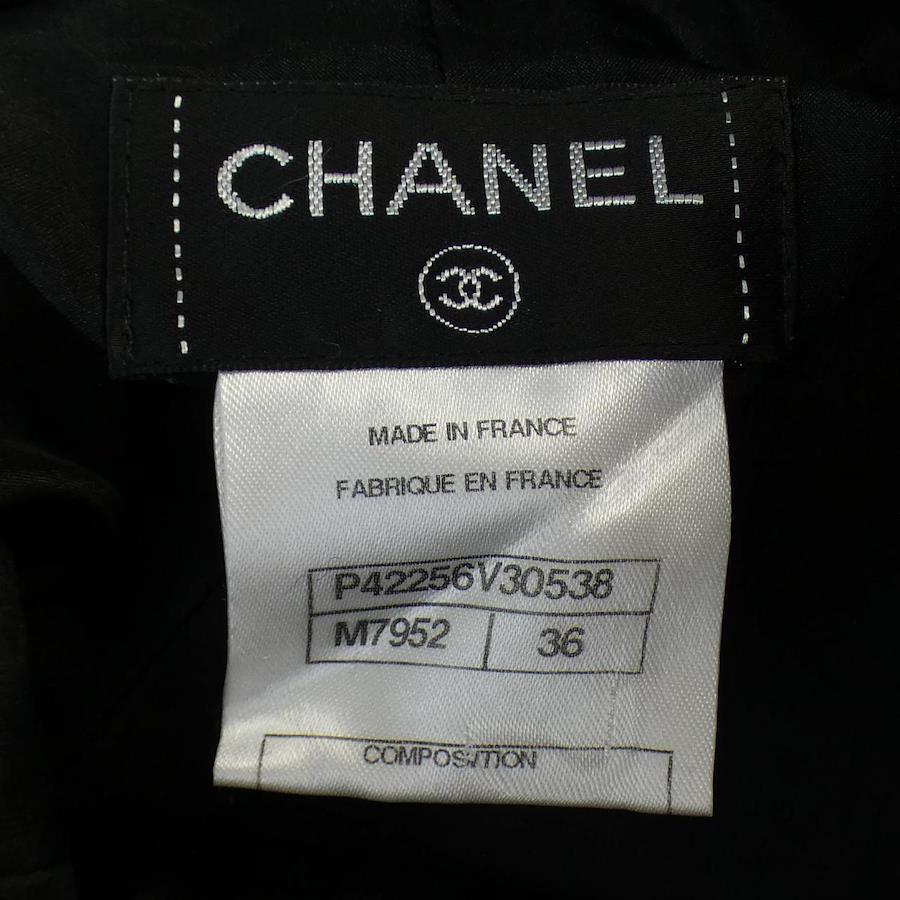 CHANEL
MADE IN FRANCE
FABRIQUE EN FRANCE
P42256V30538
M7952 36
COMPOSITION